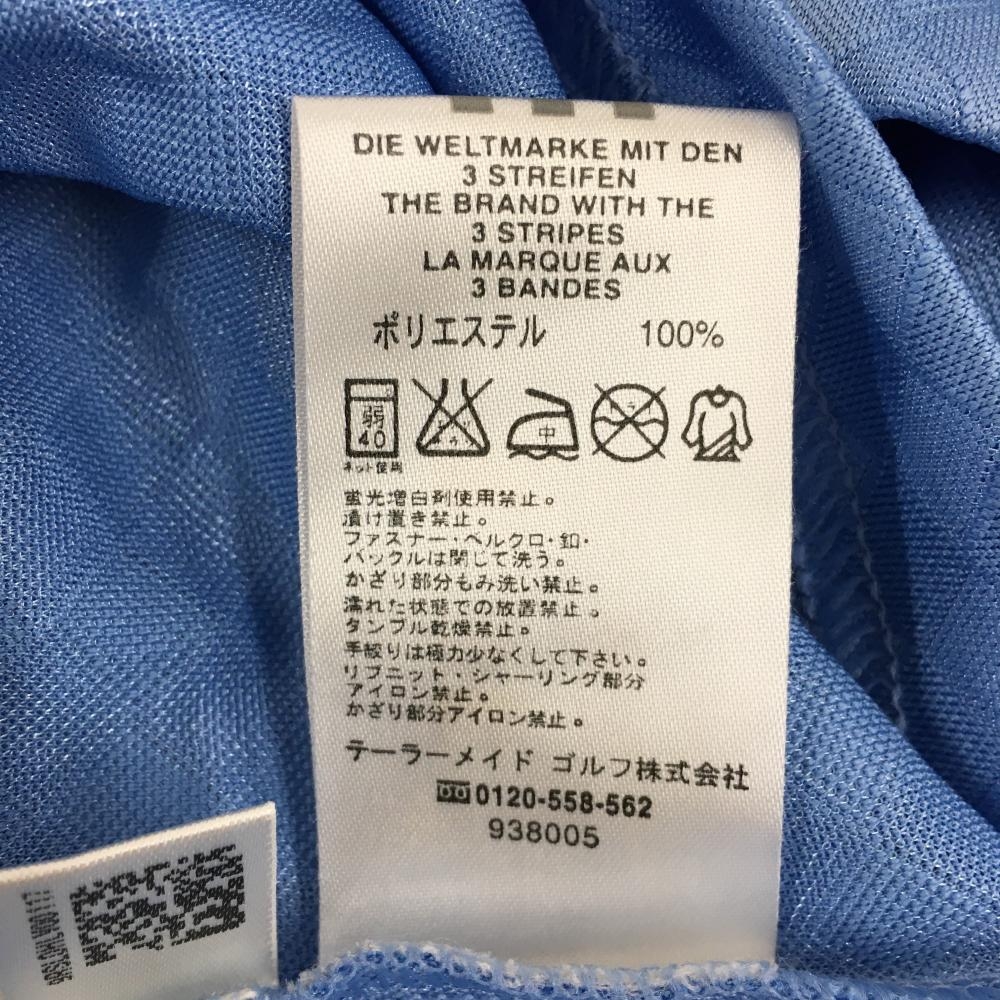 DIE WELTMARKE MIT DEN
3 STREIFEN
THE BRAND WITH THE
3 STRIPES
LA MARQUE AUX
3 BANDES
ポリエステル 100%
弱
40
中
ネット使用
蛍光増白剤使用禁止。
漬け置き禁止。
ファスナー・ベルクロ・釦・
バックルは閉じて洗う。
かざり部分もみ洗い禁止。
濡れた状態での放置禁止。
タンブル乾燥禁止。
手絞りは極力少なくして下さい。
リブニット・シャーリング部分
アイロン禁止。
かざり部分アイロン禁止。
テーラーメイド ゴルフ株式会社
0120-558-562
938005